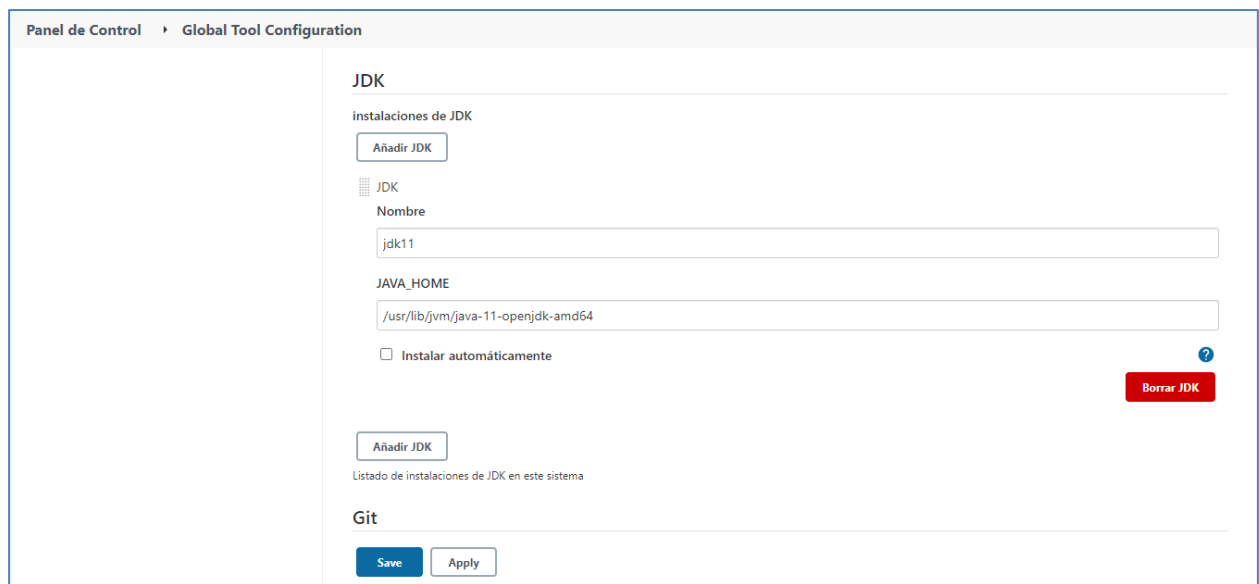 Panel de Control ▸ Global Tool Configuration
JDK
instalaciones de JDK
Añadir JDK
JDK
Nombre
jdk11
JAVA_HOME
/usr/lib/jvm/java-11-openjdk-amd64
Instalar automáticamente ?
Borrar JDK
Añadir JDK
Listado de instalaciones de JDK en este sistema
Git
Save Apply